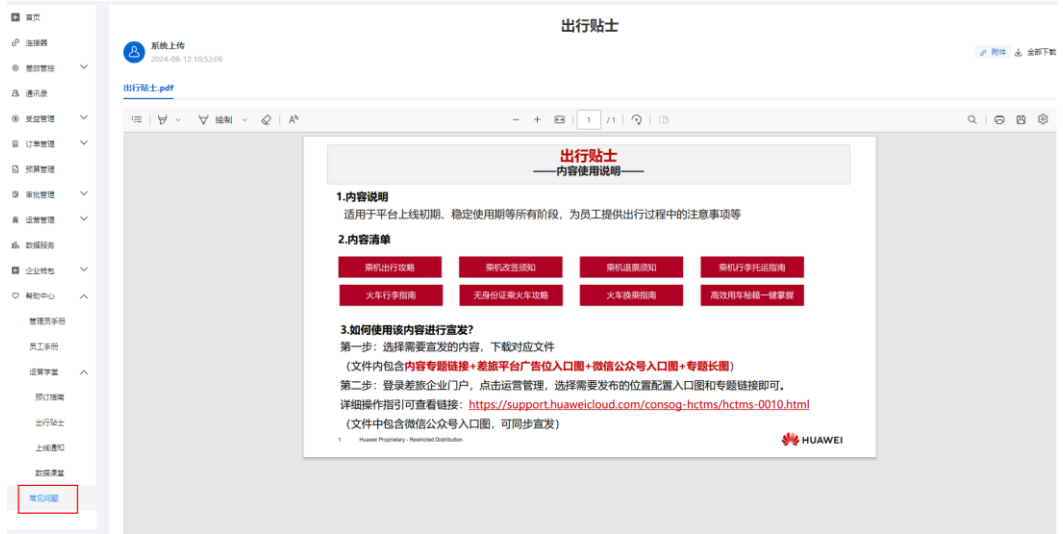 首页
连接器
差旅管控
通讯录
受益管理
订单管理
预算管理
审批管理
运营管理
数据服务
企业钱包
帮助中心
管理员手册
员工手册
运营学堂
预订指南
出行贴士
上线通知
数据课堂
常见问题
出行贴士
系统上传
2024-08-12 10:52:09
附件 全部下载
出行贴士.pdf
绘制
1 /1
出行贴士
——内容使用说明——
1.内容说明
适用于平台上线初期、稳定使用期等所有阶段，为员工提供出行过程中的注意事项等
2.内容清单
乘机出行攻略 乘机改签须知 乘机退票须知 乘机行李托运指南
火车行李指南 无身份证乘火车攻略 火车换乘指南 高效用车秘籍一键掌握
3.如何使用该内容进行宣发?
第一步：选择需要宣发的内容，下载对应文件
（文件内包含内容专题链接+差旅平台广告位入口图+微信公众号入口图+专题长图）
第二步：登录差旅企业门户，点击运营管理，选择需要发布的位置配置入口图和专题链接即可。
详细操作指引可查看链接：https://support.huaweicloud.com/consog-hctms/hctms-0010.html
（文件中包含微信公众号入口图，可同步宣发）
1 Huawei Proprietary - Restricted Distribution
HUAWEI